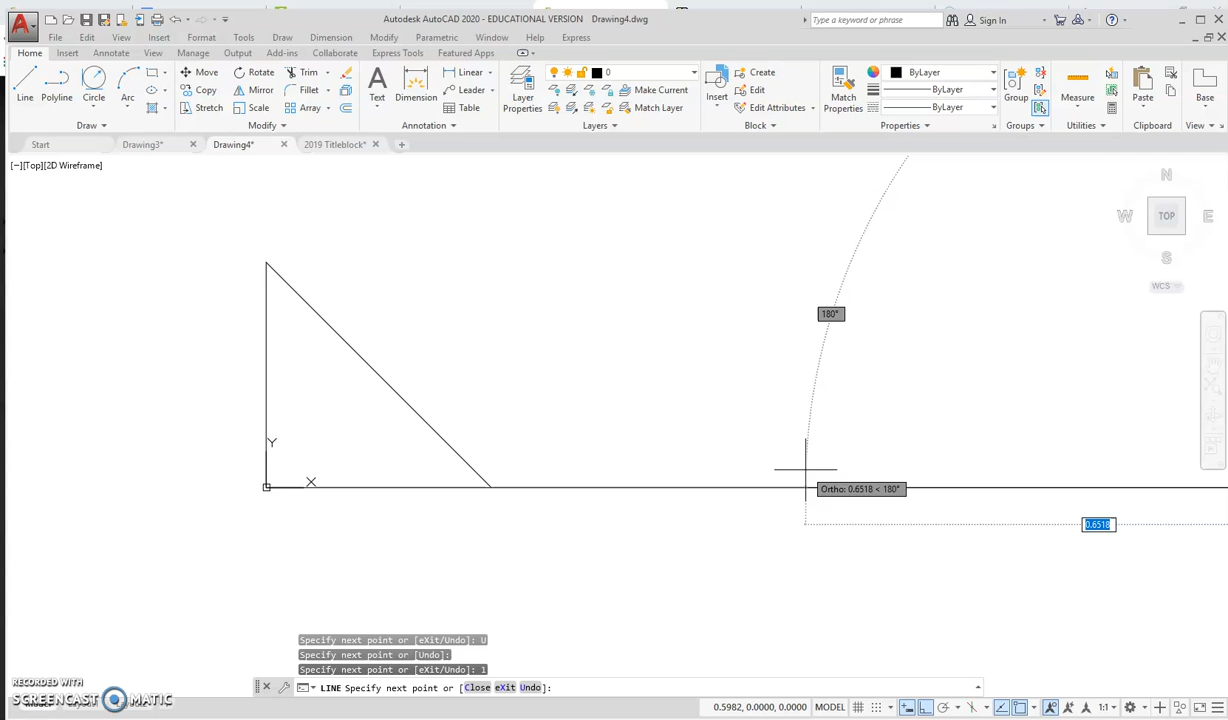 Autodesk AutoCAD 2020 - EDUCATIONAL VERSION Drawing4.dwg
Type a keyword or phrase
Sign In
File Edit View Insert Format Tools Draw Dimension Modify Parametric Window Help Express
Home Insert Annotate View Manage Output Add-ins Collaborate Express Tools Featured Apps
Line Polyline Circle Arc
Move Rotate Trim
Copy Mirror Fillet
Stretch Scale Array
Text Dimension
Linear
Leader
Table
Layer Properties
0
Make Current
Match Layer
Insert
Create
Edit
Edit Attributes
Match Properties
ByLayer
ByLayer
ByLayer
Group
Measure
Paste
Base
Draw Modify Annotation Layers Block Properties Groups Utilities Clipboard View
Start Drawing3* Drawing4* 2019 Titleblock*
[−][Top][2D Wireframe]
N
W TOP E
S
WCS
180°
Y
X
Ortho: 0.6518 < 180°
0.6518
Specify next point or [eXit/Undo]: U
Specify next point or [Undo]:
Specify next point or [eXit/Undo]: 1
LINE Specify next point or [Close eXit Undo]:
RECORDED WITH
SCREENCAST MATIC
0.5982, 0.0000, 0.0000 MODEL
1:1